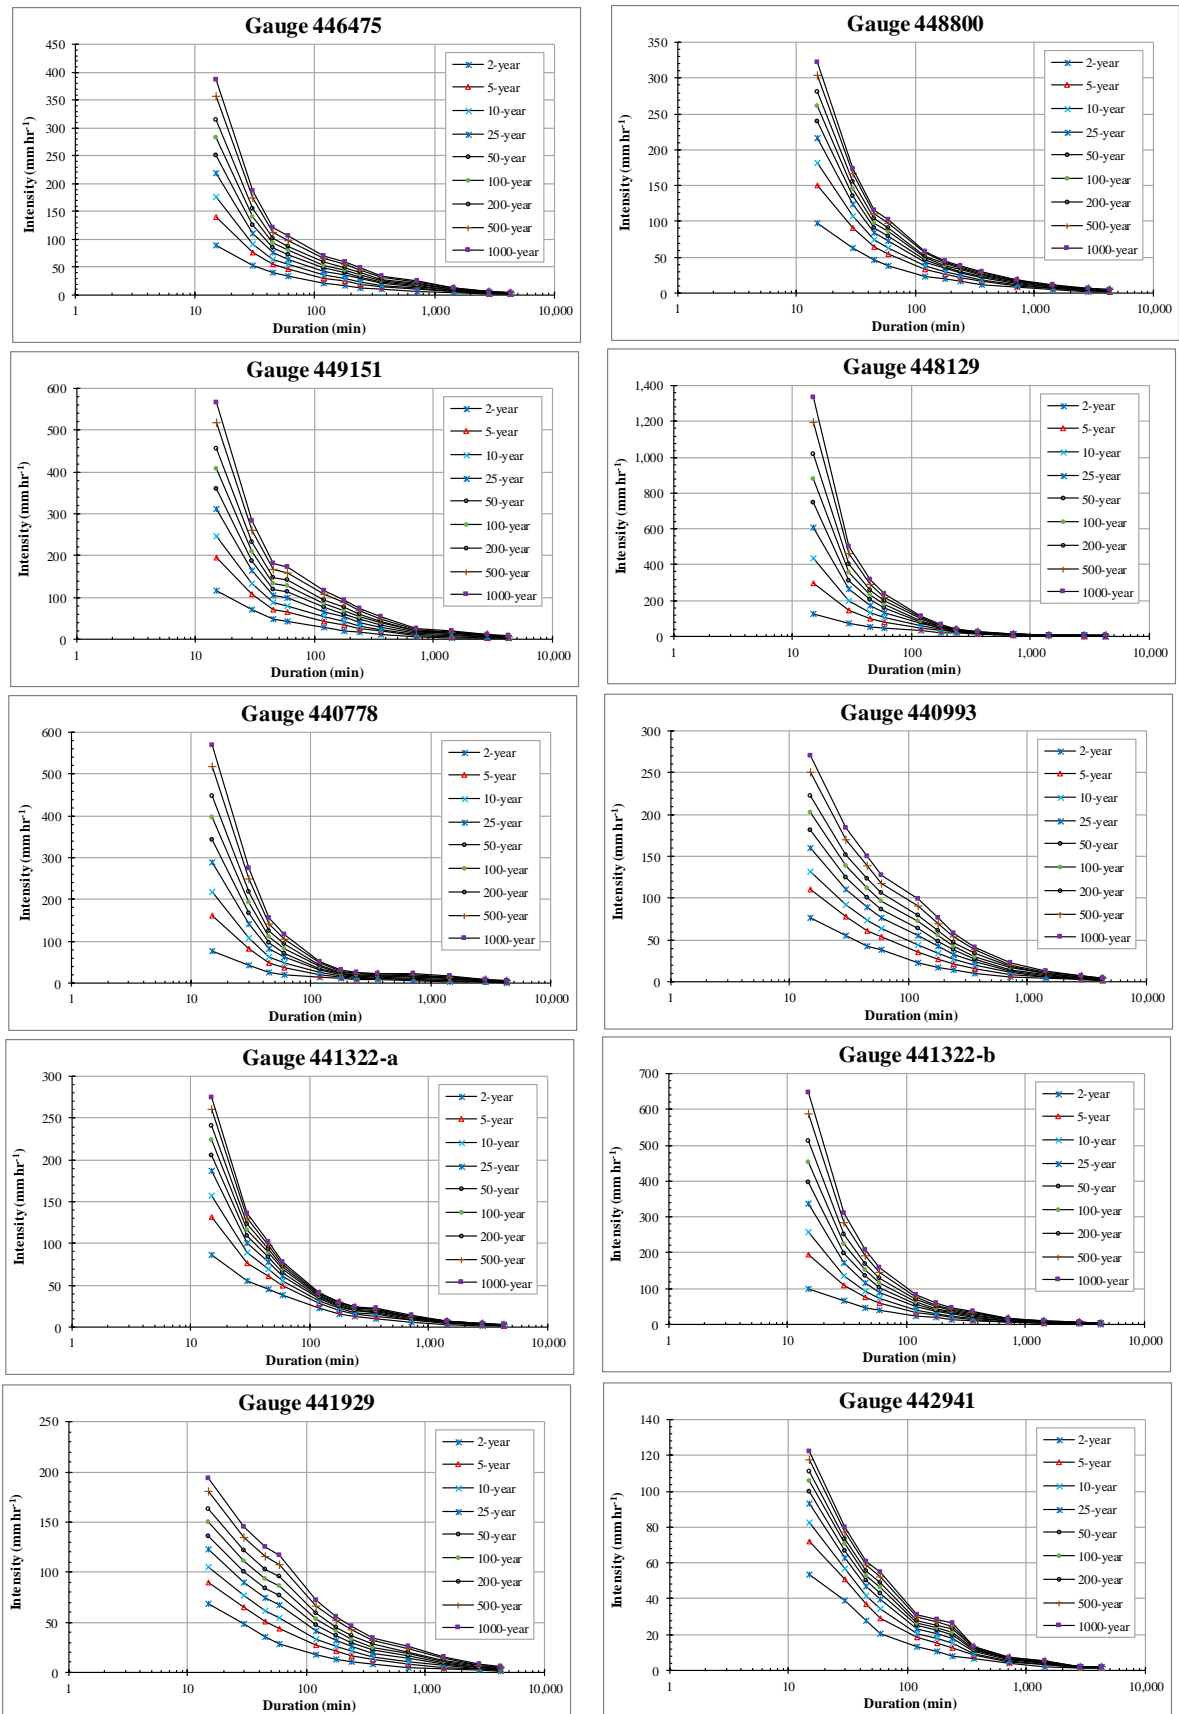 Gauge 446475
450
400
350
300
250
200
150
100
50
0
1
10
100
1,000
10,000
Intensity (mm hr-1)
Duration (min)
2-year
5-year
10-year
25-year
50-year
100-year
200-year
500-year
1000-year
Gauge 448800
350
300
250
200
150
100
50
0
1
10
100
1,000
10,000
Intensity (mm hr-1)
Duration (min)
2-year
5-year
10-year
25-year
50-year
100-year
200-year
500-year
1000-year
Gauge 449151
600
500
400
300
200
100
0
1
10
100
1,000
10,000
Intensity (mm hr-1)
Duration (min)
2-year
5-year
10-year
25-year
50-year
100-year
200-year
500-year
1000-year
Gauge 448129
1,400
1,200
1,000
800
600
400
200
0
1
10
100
1,000
10,000
Intensity (mm hr-1)
Duration (min)
2-year
5-year
10-year
25-year
50-year
100-year
200-year
500-year
1000-year
Gauge 440778
600
500
400
300
200
100
0
1
10
100
1,000
10,000
Intensity (mm hr-1)
Duration (min)
2-year
5-year
10-year
25-year
50-year
100-year
200-year
500-year
1000-year
Gauge 440993
300
250
200
150
100
50
0
1
10
100
1,000
10,000
Intensity (mm hr-1)
Duration (min)
2-year
5-year
10-year
25-year
50-year
100-year
200-year
500-year
1000-year
Gauge 441322-a
300
250
200
150
100
50
0
1
10
100
1,000
10,000
Intensity (mm hr-1)
Duration (min)
2-year
5-year
10-year
25-year
50-year
100-year
200-year
500-year
1000-year
Gauge 441322-b
700
600
500
400
300
200
100
0
1
10
100
1,000
10,000
Intensity (mm hr-1)
Duration (min)
2-year
5-year
10-year
25-year
50-year
100-year
200-year
500-year
1000-year
Gauge 441929
250
200
150
100
50
0
1
10
100
1,000
10,000
Intensity (mm hr-1)
Duration (min)
2-year
5-year
10-year
25-year
50-year
100-year
200-year
500-year
1000-year
Gauge 442941
140
120
100
80
60
40
20
0
1
10
100
1,000
10,000
Intensity (mm hr-1)
Duration (min)
2-year
5-year
10-year
25-year
50-year
100-year
200-year
500-year
1000-year